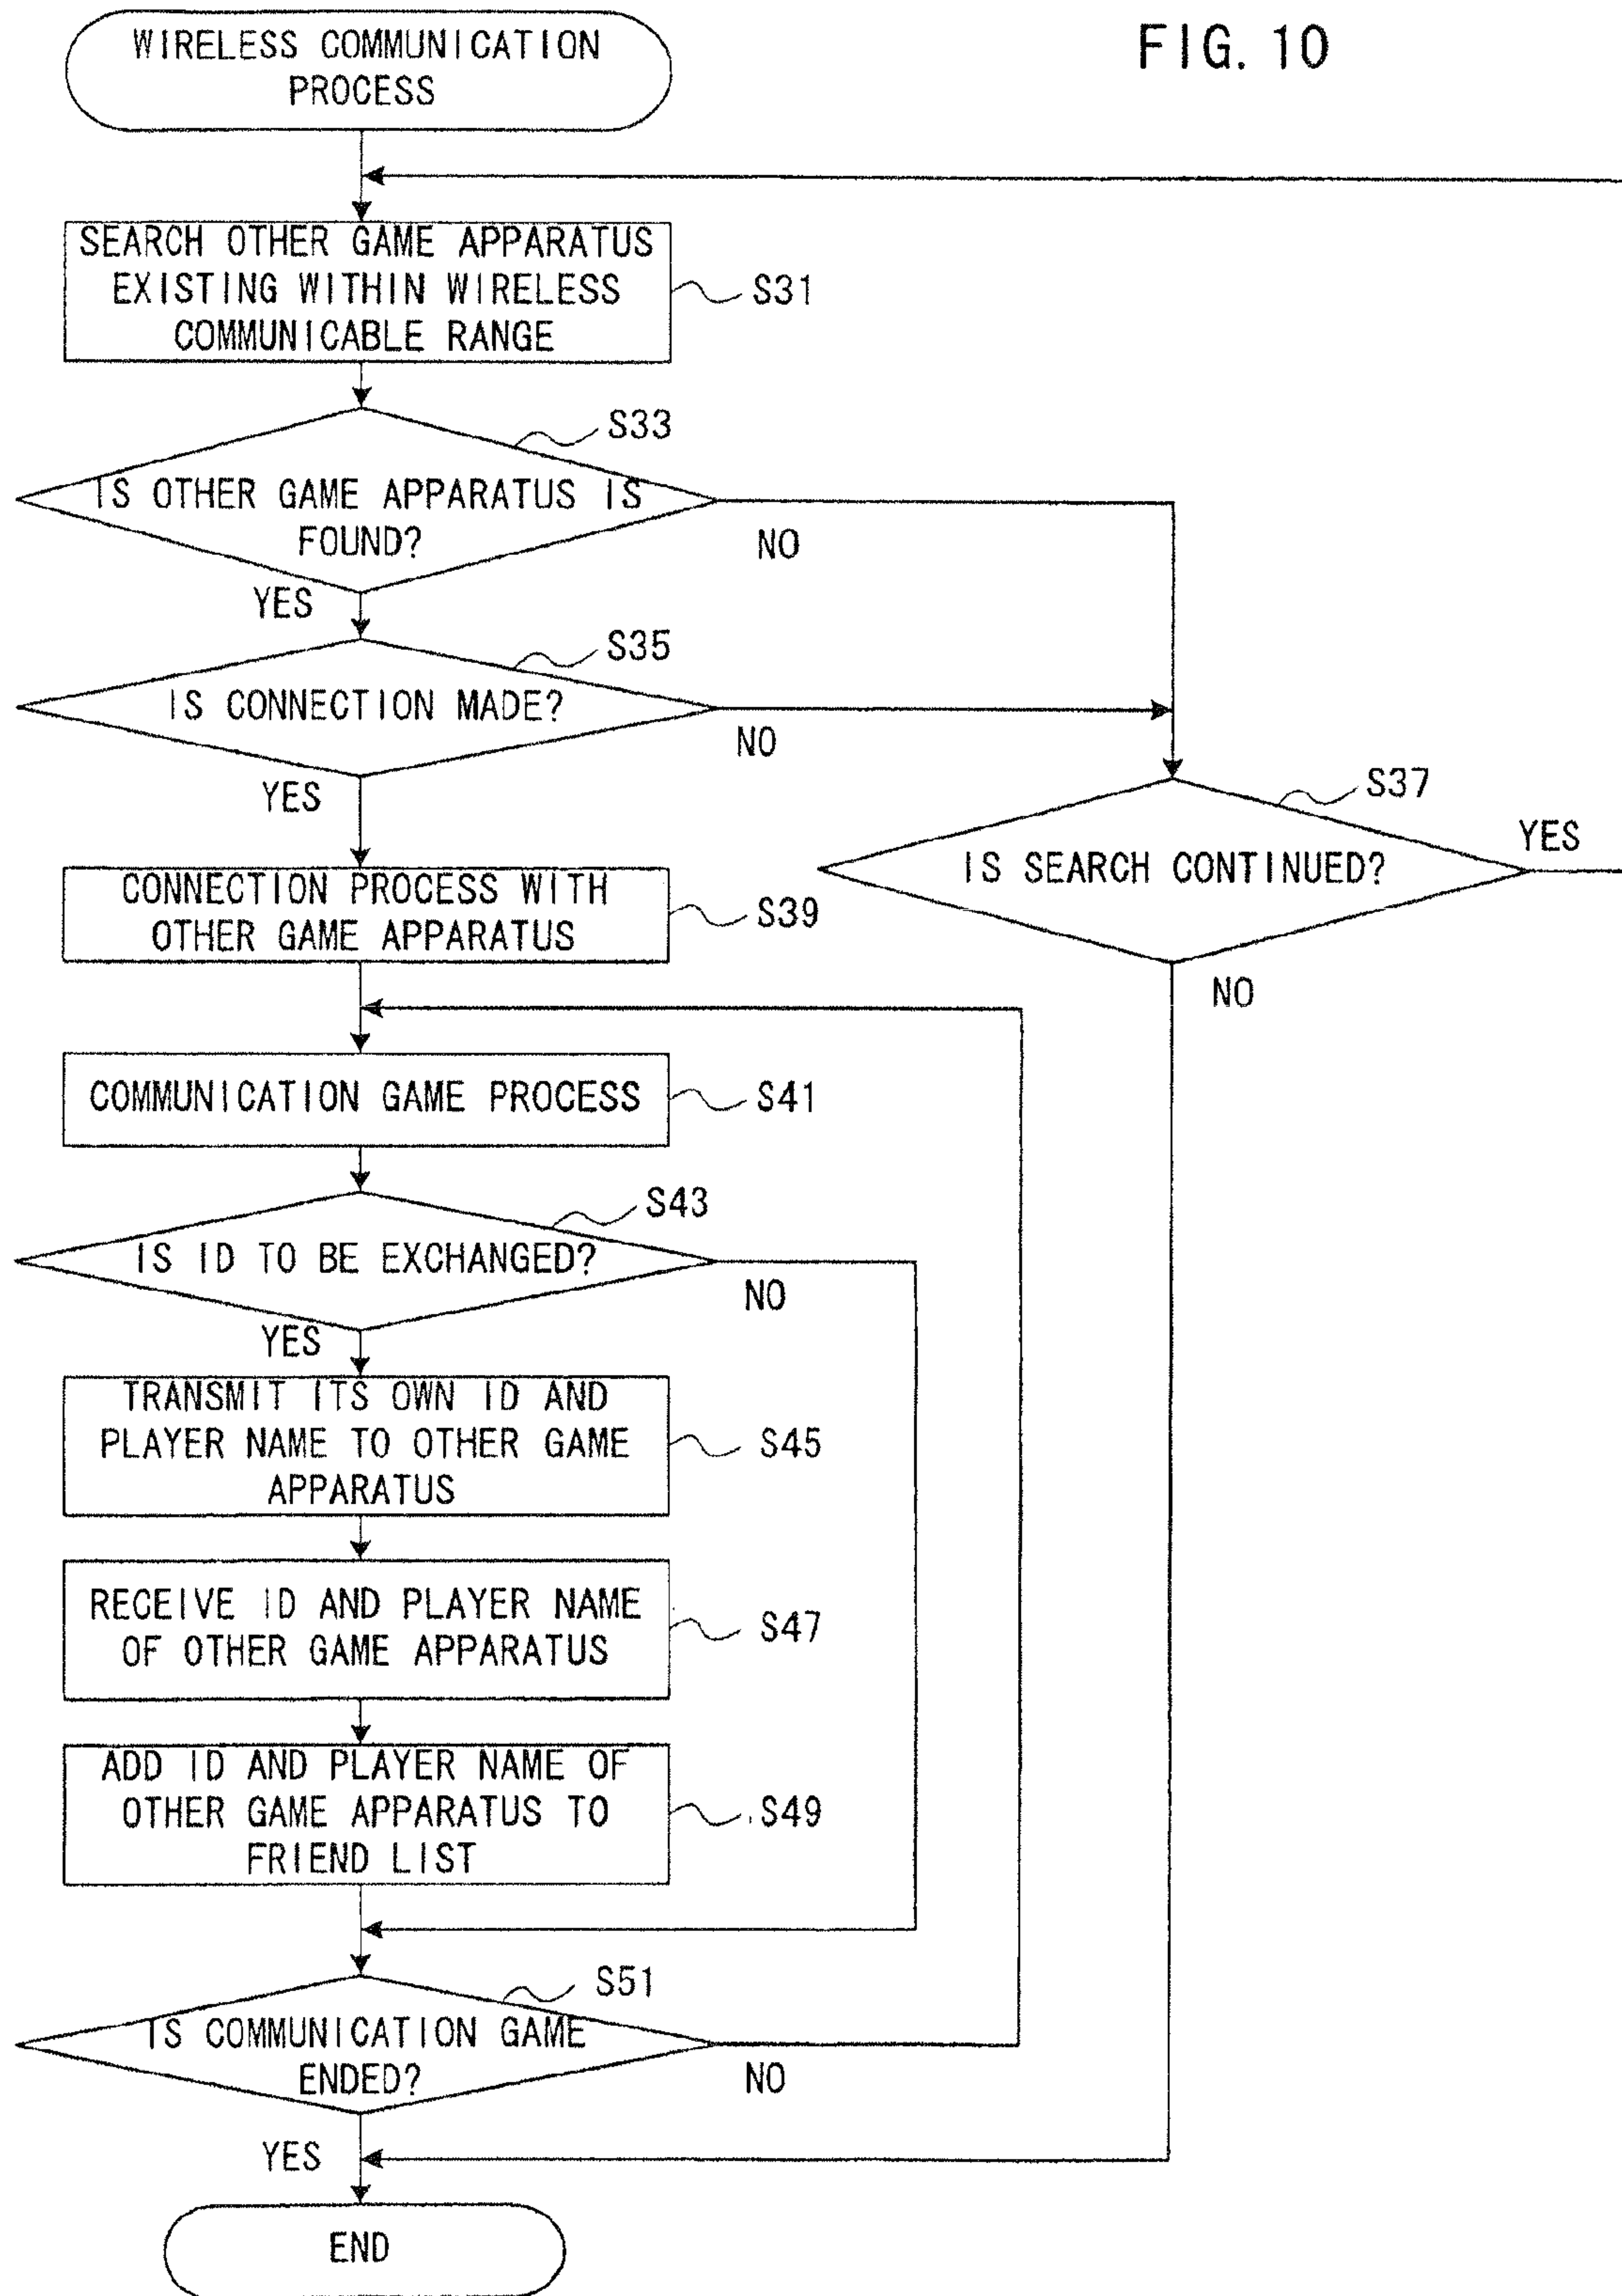 FIG. 10
WIRELESS COMMUNICATION
PROCESS
SEARCH OTHER GAME APPARATUS
EXISTING WITHIN WIRELESS
COMMUNICABLE RANGE
S31
S33
IS OTHER GAME APPARATUS IS
FOUND?
NO
YES
S35
IS CONNECTION MADE?
NO
YES
S37
IS SEARCH CONTINUED?
YES
NO
CONNECTION PROCESS WITH
OTHER GAME APPARATUS
S39
COMMUNICATION GAME PROCESS
S41
S43
IS ID TO BE EXCHANGED?
NO
YES
TRANSMIT ITS OWN ID AND
PLAYER NAME TO OTHER GAME
APPARATUS
S45
RECEIVE ID AND PLAYER NAME
OF OTHER GAME APPARATUS
S47
ADD ID AND PLAYER NAME OF
OTHER GAME APPARATUS TO
FRIEND LIST
S49
S51
IS COMMUNICATION GAME
ENDED?
NO
YES
END